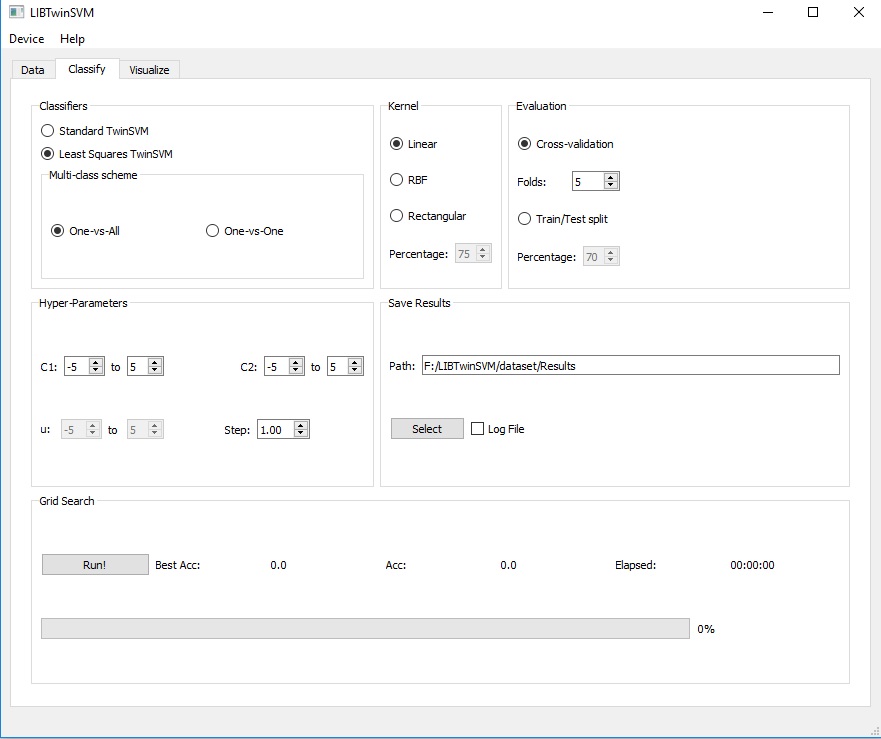 LIBTwinSVM
Device Help
Data Classify Visualize
Classifiers
Standard TwinSVM
Least Squares TwinSVM
Multi-class scheme
One-vs-All One-vs-One
Kernel
Linear
RBF
Rectangular
Percentage: 75
Evaluation
Cross-validation
Folds: 5
Train/Test split
Percentage: 70
Hyper-Parameters
C1: -5 to 5 C2: -5 to 5
u: -5 to 5 Step: 1.00
Save Results
Path: F:/LIBTwinSVM/dataset/Results
Select Log File
Grid Search
Run! Best Acc: 0.0 Acc: 0.0 Elapsed: 00:00:00
0%